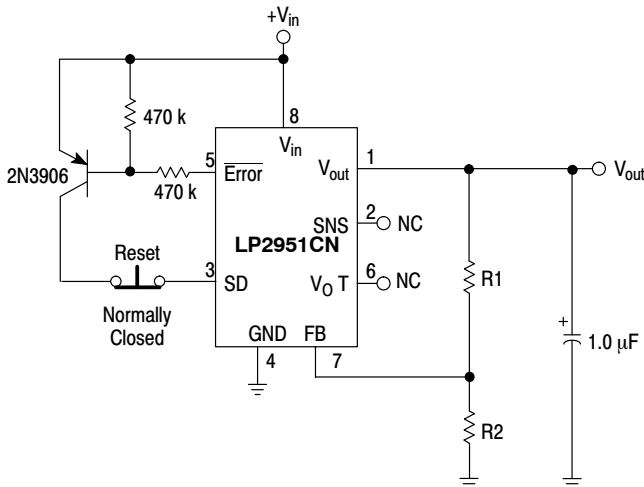 +Vin
470 k
8
Vin
2N3906
470 k
5
Error
Vout
1
Vout
SNS
2
NC
LP2951CN
Reset
3
SD
VO T
6
NC
R1
Normally
Closed
GND
FB
4
7
+
1.0 µF
R2